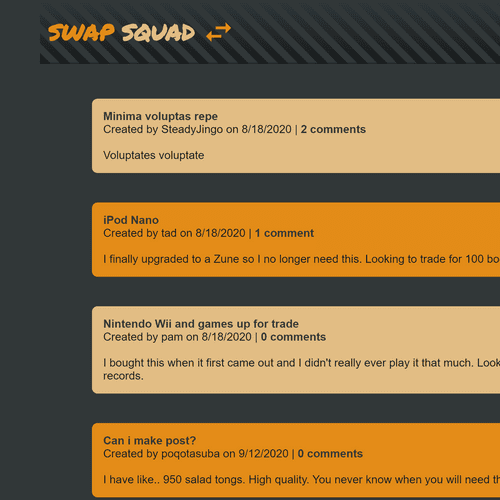 SWAP SQUAD
Minima voluptas repe
Created by SteadyJingo on 8/18/2020 | 2 comments
Voluptates voluptate
iPod Nano
Created by tad on 8/18/2020 | 1 comment
I finally upgraded to a Zune so I no longer need this. Looking to trade for 100 bo
Nintendo Wii and games up for trade
Created by pam on 8/18/2020 | 0 comments
I bought this when it first came out and I didn't really ever play it that much. Look
records.
Can i make post?
Created by poqotasuba on 9/12/2020 | 0 comments
I have like.. 950 salad tongs. High quality. You never know when you will need th